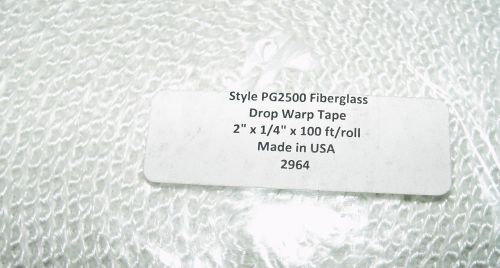 Style PG2500 Fiberglass
Drop Warp Tape
2" x 1/4" x 100 ft/roll
Made in USA
2964